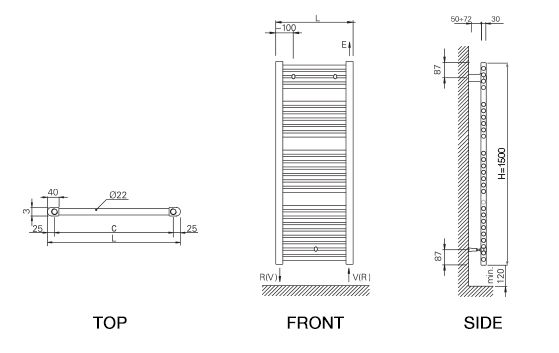 L
~100
E
50÷72
30
87
H=1500
40
Ø22
3
25
C
25
L
87
min.
120
R(V)
V(R)
TOP
FRONT
SIDE